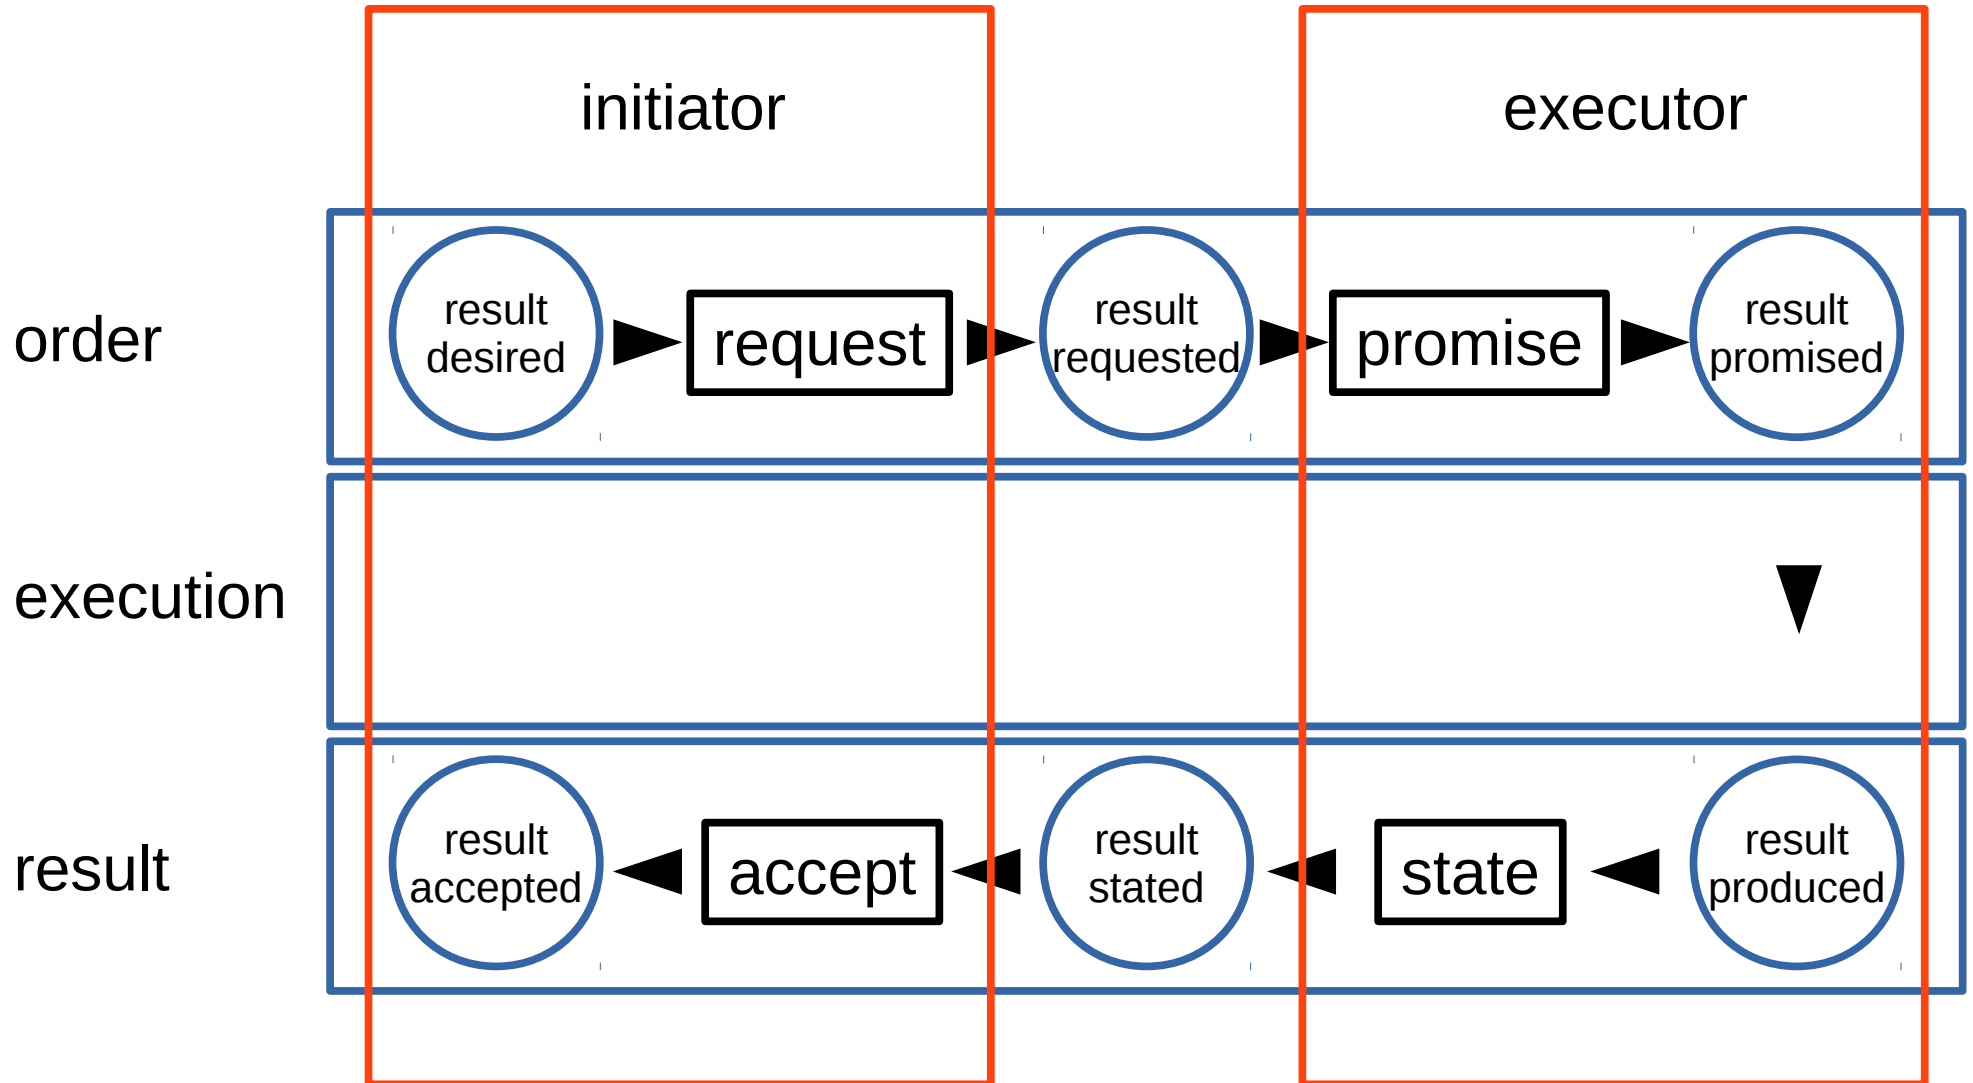 initiator
executor
order
result
desired
request
result
requested
promise
result
promised
execution
result
result
accepted
accept
result
stated
state
result
produced